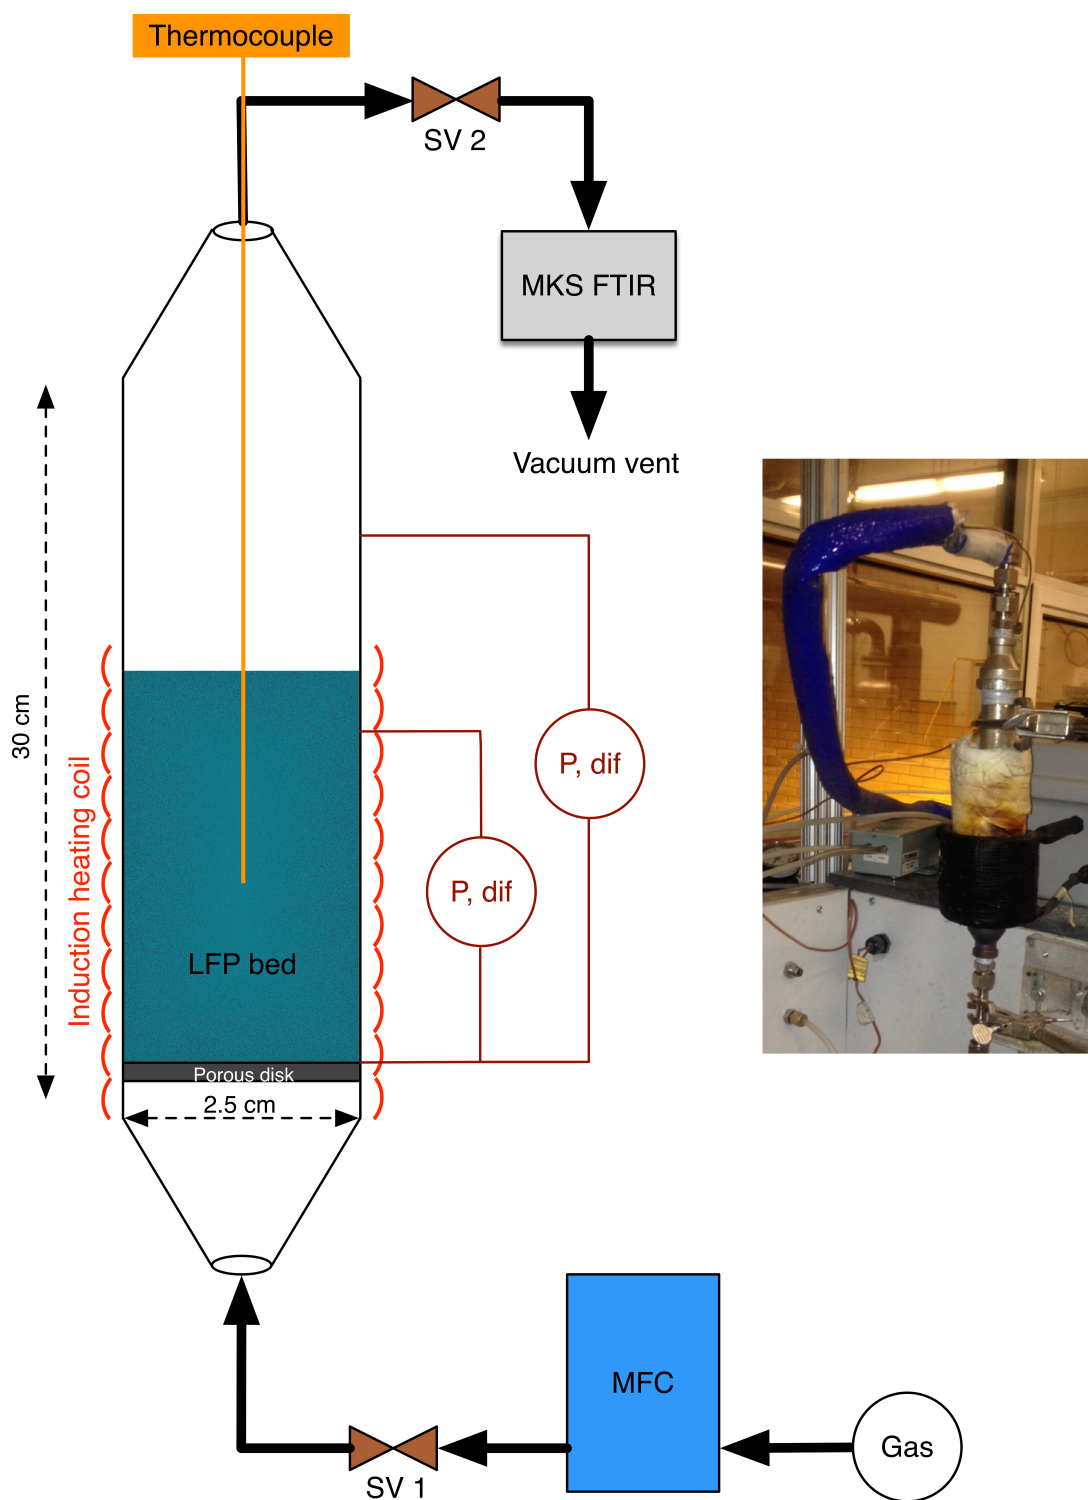 Thermocouple
SV 2
MKS FTIR
Vacuum vent
30 cm
Induction heating coil
P, dif
P, dif
LFP bed
Porous disk
2.5 cm
MFC
Gas
SV 1